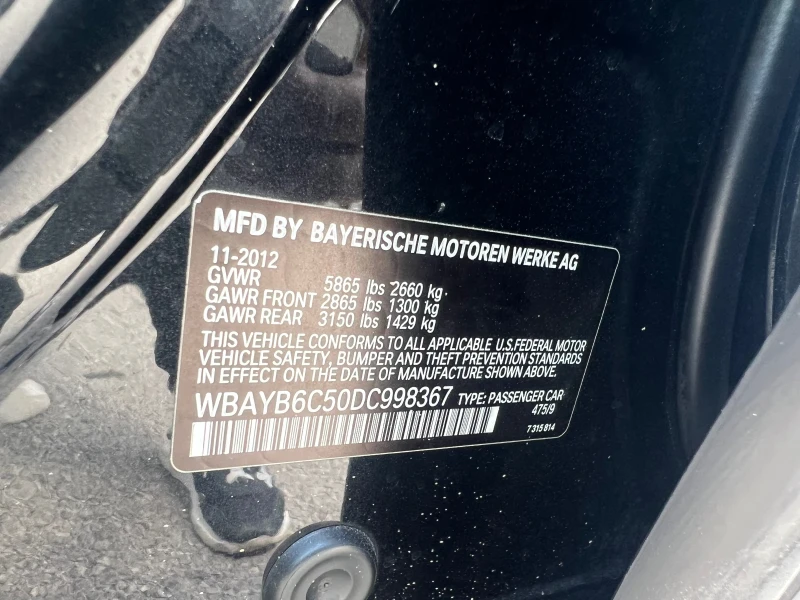 MFD BY BAYERISCHE MOTOREN WERKE AG
11-2012
GVWR 5865 lbs 2660 kg
GAWR FRONT 2865 lbs 1300 kg
GAWR REAR 3150 lbs 1429 kg
THIS VEHICLE CONFORMS TO ALL APPLICABLE U.S.FEDERAL MOTOR
VEHICLE SAFETY, BUMPER AND THEFT PREVENTION STANDARDS
IN EFFECT ON THE DATE OF MANUFACTURE SHOWN ABOVE.
WBAYB6C50DC998367 TYPE: PASSENGER CAR
475/9
7 315 814